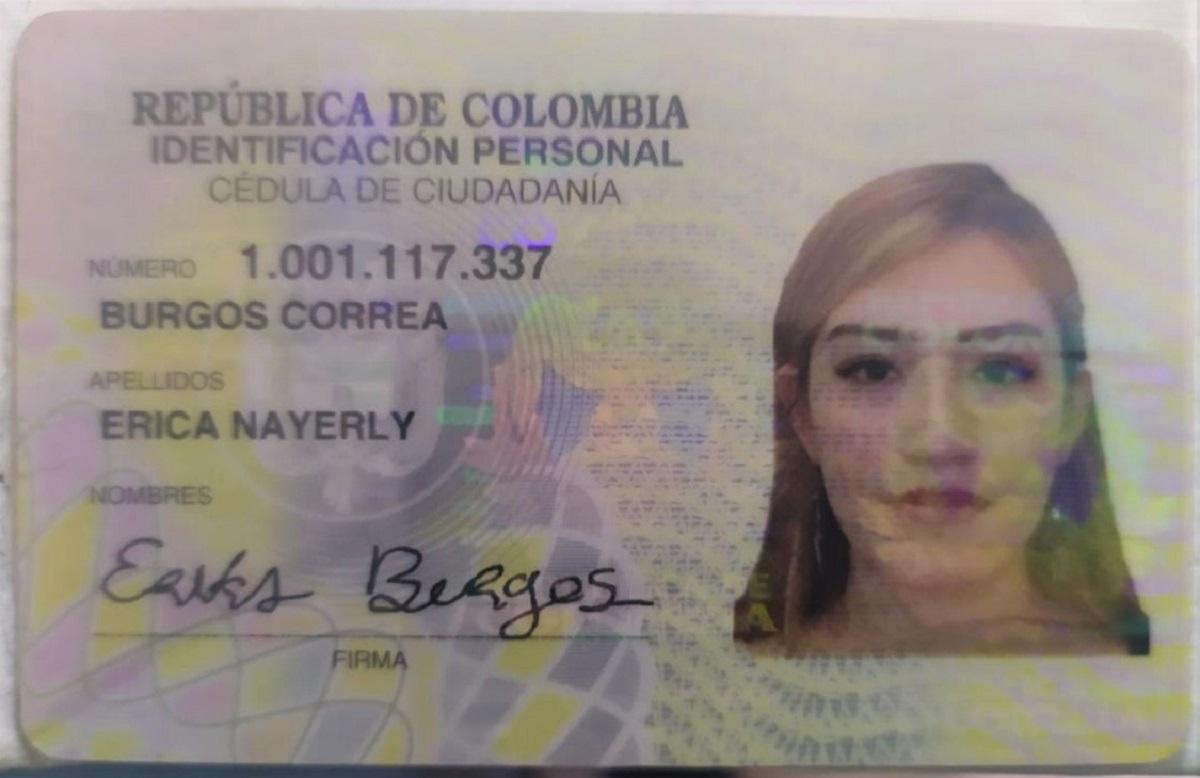 REPÚBLICA DE COLOMBIA
IDENTIFICACIÓN PERSONAL
CÉDULA DE CIUDADANÍA
NÚMERO 1.001.117.337
BURGOS CORREA
APELLIDOS
ERICA NAYERLY
NOMBRES
Burgos
FIRMA